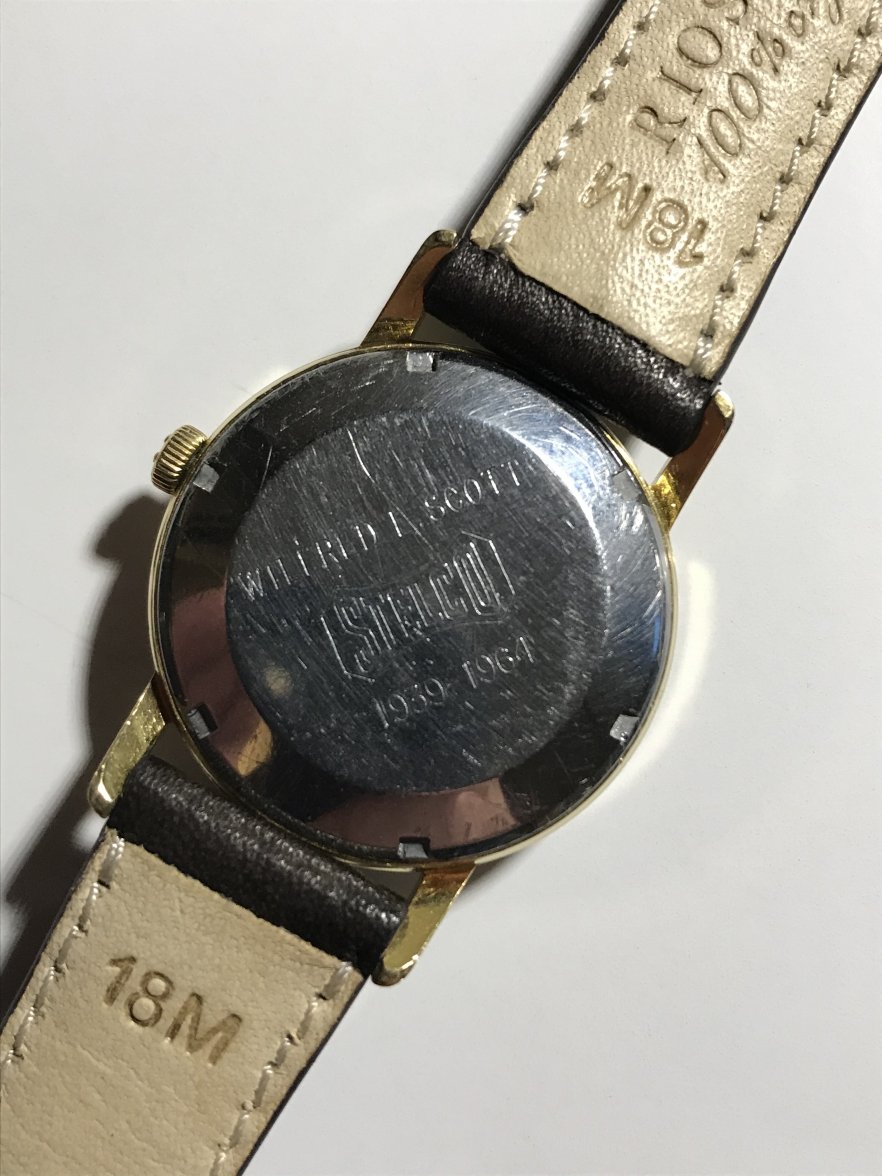 RIOS
100%
18M
WILFRED L. SCOTT
STELCO
1939-1964
18M